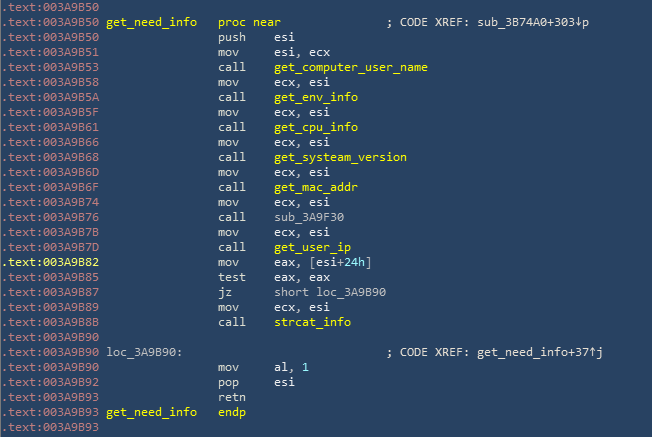 .text:003A9B50
.text:003A9B50 get_need_info proc near ; CODE XREF: sub_3B74A0+303↓p
.text:003A9B50 push esi
.text:003A9B51 mov esi, ecx
.text:003A9B53 call get_computer_user_name
.text:003A9B58 mov ecx, esi
.text:003A9B5A call get_env_info
.text:003A9B5F mov ecx, esi
.text:003A9B61 call get_cpu_info
.text:003A9B66 mov ecx, esi
.text:003A9B68 call get_systeam_version
.text:003A9B6D mov ecx, esi
.text:003A9B6F call get_mac_addr
.text:003A9B74 mov ecx, esi
.text:003A9B76 call sub_3A9F30
.text:003A9B7B mov ecx, esi
.text:003A9B7D call get_user_ip
.text:003A9B82 mov eax, [esi+24h]
.text:003A9B85 test eax, eax
.text:003A9B87 jz short loc_3A9B90
.text:003A9B89 mov ecx, esi
.text:003A9B8B call strcat_info
.text:003A9B90
.text:003A9B90 loc_3A9B90: ; CODE XREF: get_need_info+37↑j
.text:003A9B90 mov al, 1
.text:003A9B92 pop esi
.text:003A9B93 retn
.text:003A9B93 get_need_info endp
.text:003A9B93